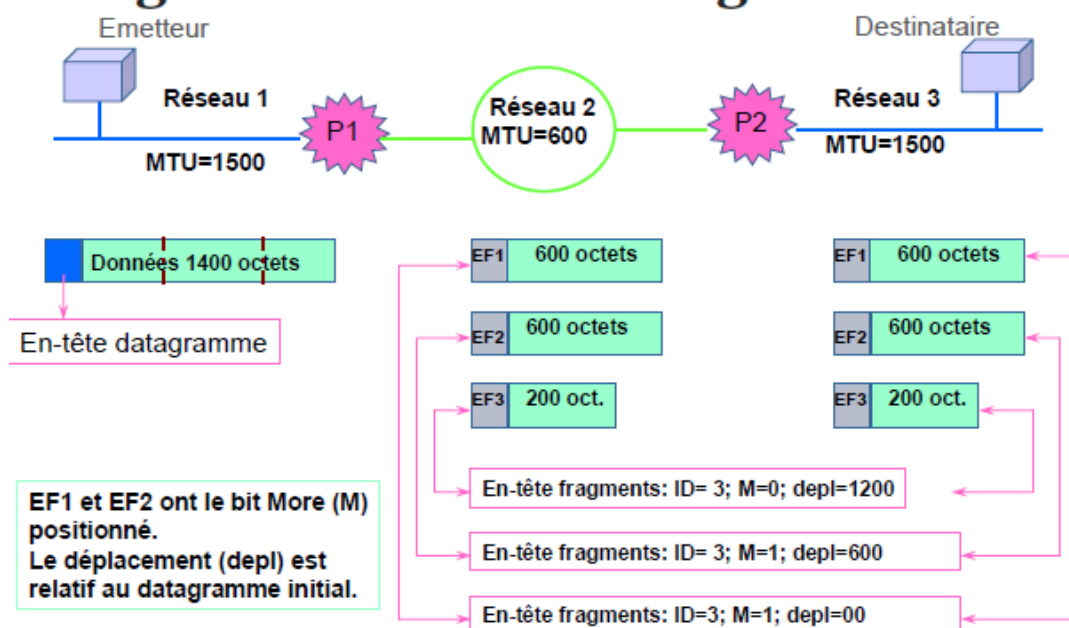 Emetteur
Destinataire
Réseau 1
Réseau 2
Réseau 3
P1
MTU=600
P2
MTU=1500
MTU=1500
Données 1400 octets
EF1 600 octets
EF1 600 octets
En-tête datagramme
EF2 600 octets
EF2 600 octets
EF3 200 oct.
EF3 200 oct.
En-tête fragments: ID= 3; M=0; depl=1200
EF1 et EF2 ont le bit More (M)
positionné.
Le déplacement (depl) est
relatif au datagramme initial.
En-tête fragments: ID= 3; M=1; depl=600
En-tête fragments: ID=3; M=1; depl=00